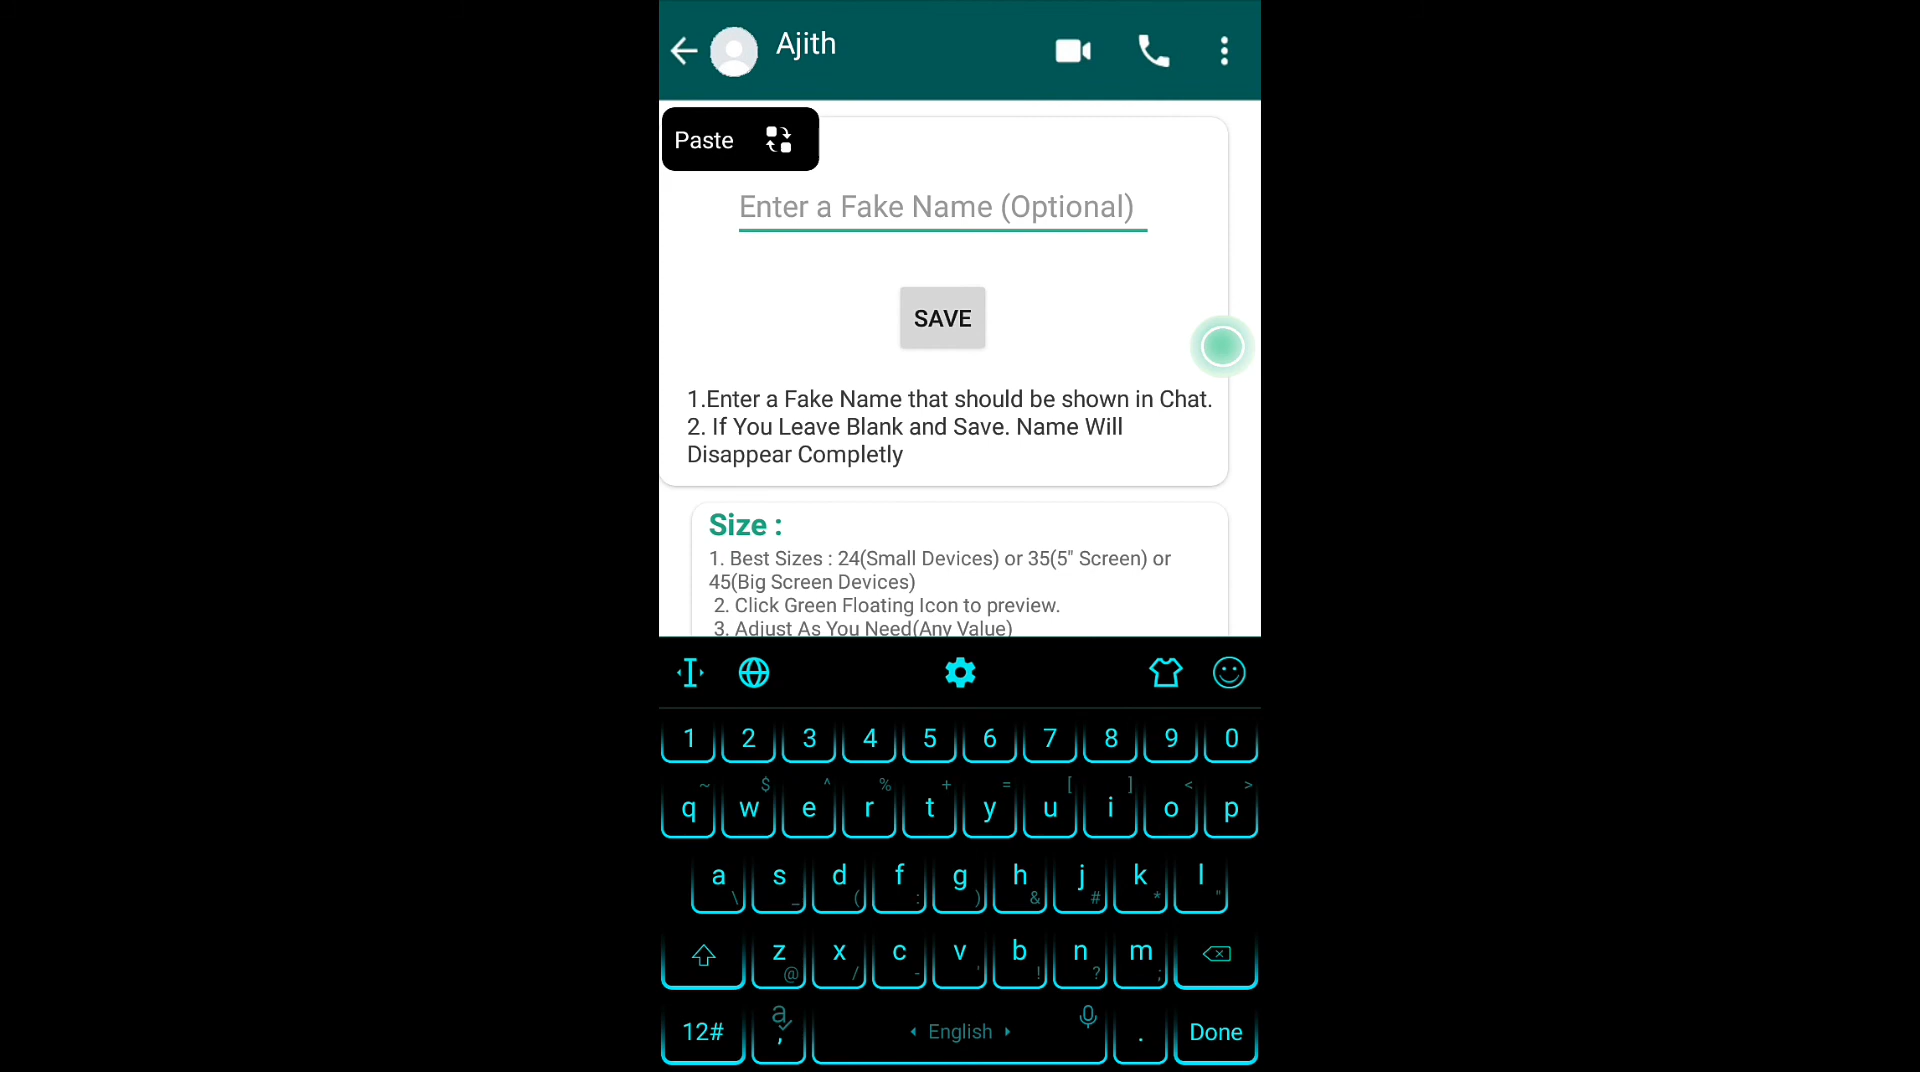 Ajith
Paste
Enter a Fake Name (Optional)
SAVE
1.Enter a Fake Name that should be shown in Chat.
2. If You Leave Blank and Save. Name Will
Disappear Completly
Size :
1. Best Sizes : 24(Small Devices) or 35(5" Screen) or
45(Big Screen Devices)
2. Click Green Floating Icon to preview.
3. Adjust As You Need(Any Value)
1 2 3 4 5 6 7 8 9 0
~ $ ^ % + = [ ] < >
q w e r t y u i o p
a s d f g h j k l
\ _ ( : ) & # * "
z x c v b n m
@ / - ' ! ? ;
12# a , English . Done